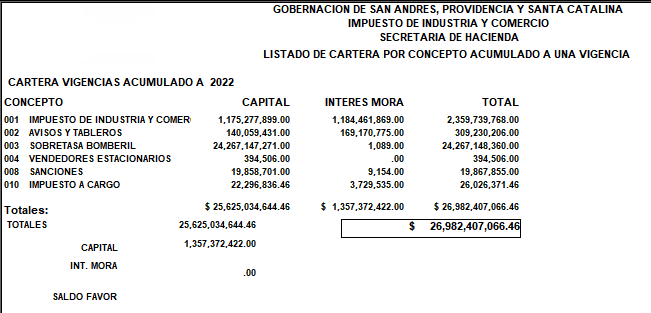 GOBERNACION DE SAN ANDRES, PROVIDENCIA Y SANTA CATALINA
IMPUESTO DE INDUSTRIA Y COMERCIO
SECRETARIA DE HACIENDA
LISTADO DE CARTERA POR CONCEPTO ACUMULADO A UNA VIGENCIA
CARTERA VIGENCIAS ACUMULADO A 2022
CONCEPTO CAPITAL INTERES MORA TOTAL
001 IMPUESTO DE INDUSTRIA Y COMER 1,175,277,899.00 1,184,461,869.00 2,359,739,768.00
002 AVISOS Y TABLEROS 140,059,431.00 169,170,775.00 309,230,206.00
003 SOBRETASA BOMBERIL 24,267,147,271.00 1,089.00 24,267,148,360.00
004 VENDEDORES ESTACIONARIOS 394,506.00 .00 394,506.00
008 SANCIONES 19,858,701.00 9,154.00 19,867,855.00
010 IMPUESTO A CARGO 22,296,836.46 3,729,535.00 26,026,371.46
Totales: $ 25,625,034,644.46 $ 1,357,372,422.00 $ 26,982,407,066.46
TOTALES 25,625,034,644.46 $ 26,982,407,066.46
CAPITAL 1,357,372,422.00
INT. MORA .00
SALDO FAVOR